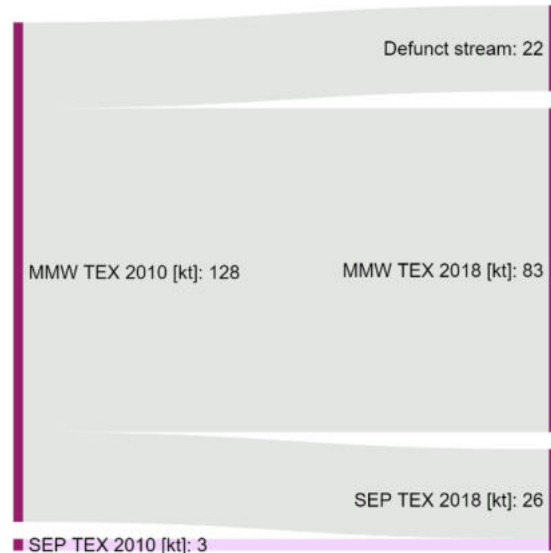 Defunct stream: 22
MMW TEX 2010 [kt]: 128
MMW TEX 2018 [kt]: 83
SEP TEX 2018 [kt]: 26
SEP TEX 2010 [kt]: 3